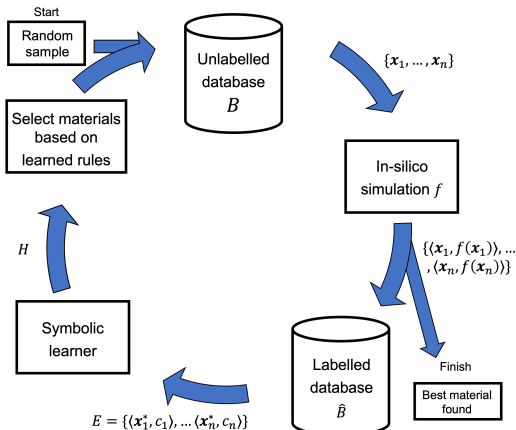 Start
Random
sample
Unlabelled
database
B
{x₁, …, xₙ}
Select materials
based on
learned rules
In-silico
simulation f
H
{⟨x₁, f(x₁)⟩, …
, ⟨xₙ, f(xₙ)⟩}
Symbolic
learner
Labelled
database
B̂
Finish
Best material
found
E = {⟨x₁*, c₁⟩, … ⟨xₙ*, cₙ⟩}